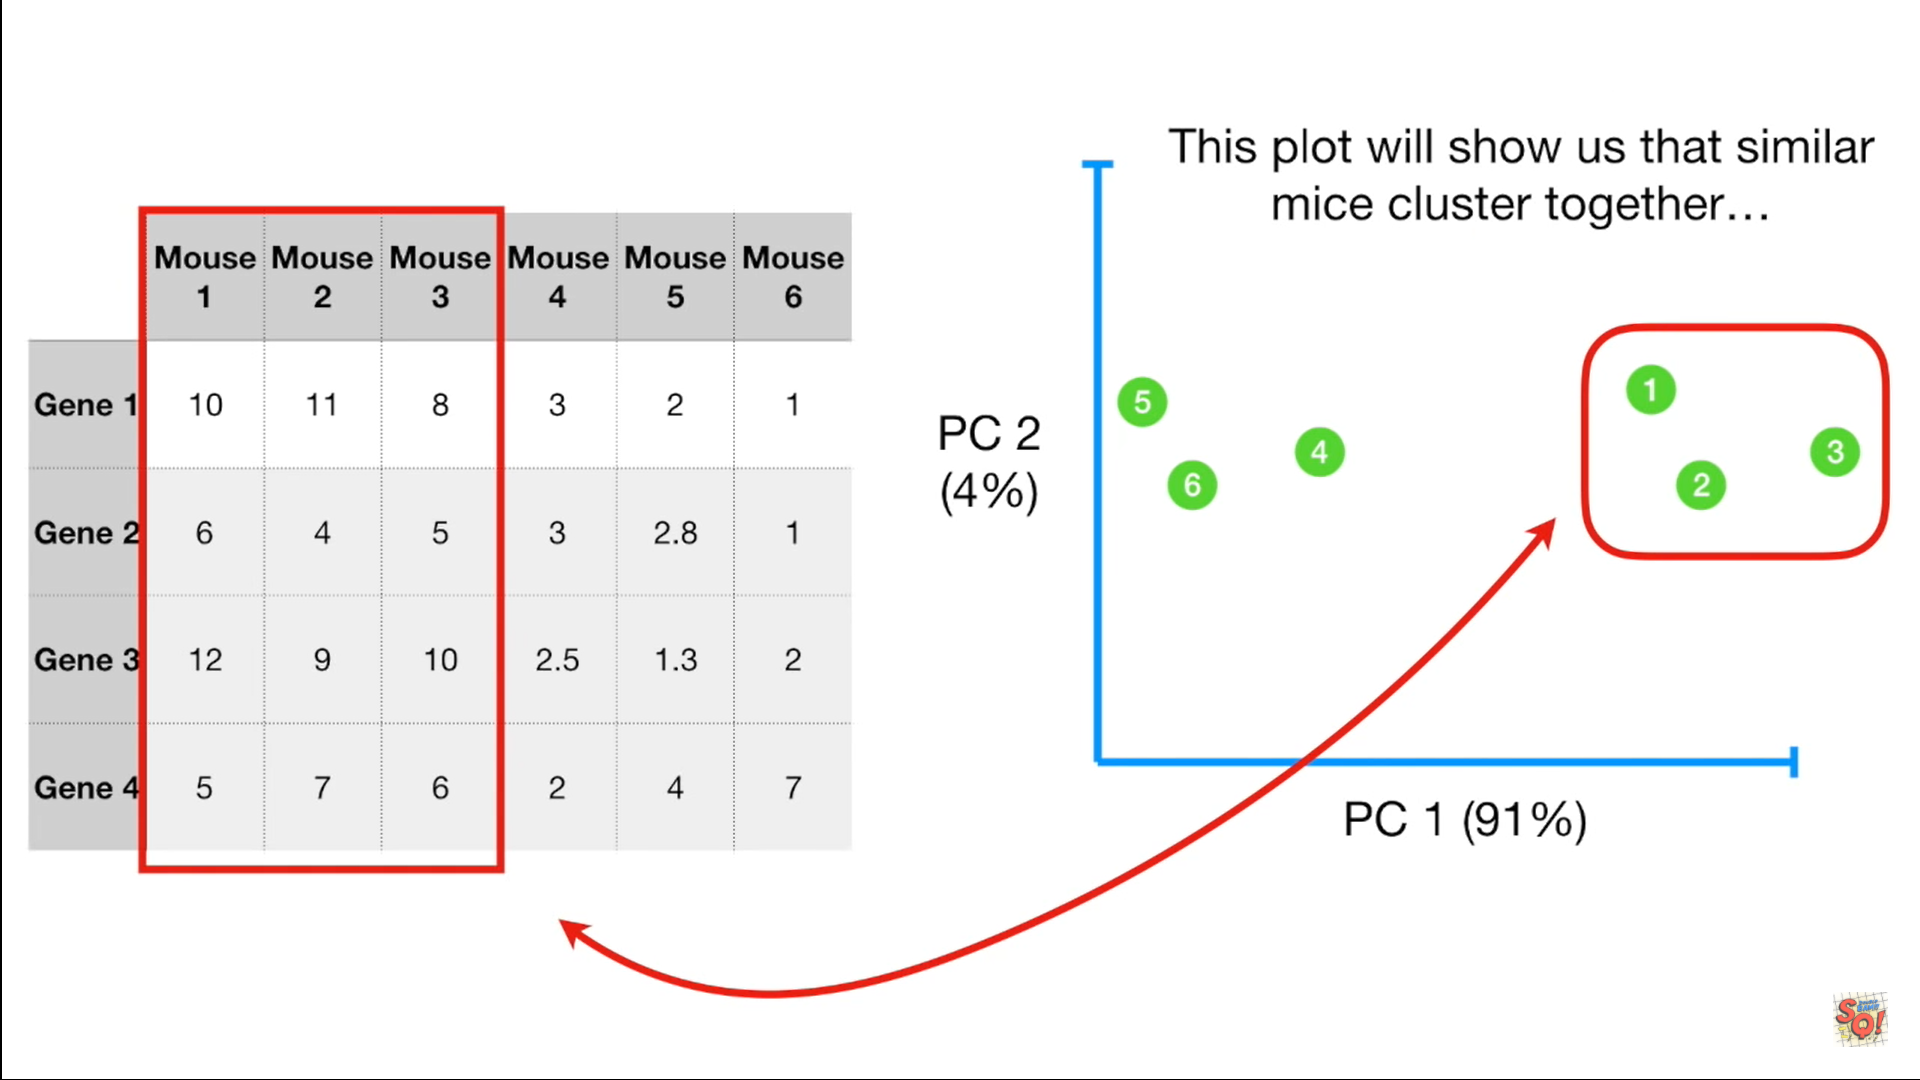 This plot will show us that similar
mice cluster together...
Mouse 1 Mouse 2 Mouse 3 Mouse 4 Mouse 5 Mouse 6
Gene 1 10 11 8 3 2 1
Gene 2 6 4 5 3 2.8 1
Gene 3 12 9 10 2.5 1.3 2
Gene 4 5 7 6 2 4 7
PC 2
(4%)
5
6
4
1
2
3
PC 1 (91%)
SQ!